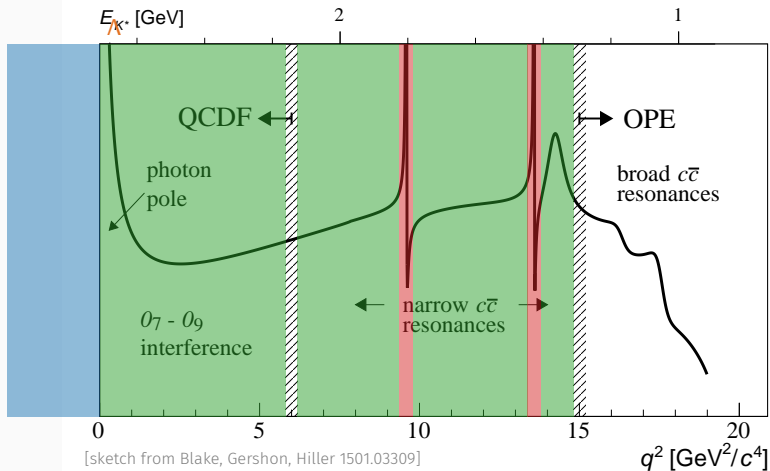 E_K* [GeV]
2
1
QCDF
OPE
photon
pole
broad cc̅
resonances
narrow cc̅
resonances
O₇ - O₉
interference
0
5
10
15
20
[sketch from Blake, Gershon, Hiller 1501.03309]
q² [GeV²/c⁴]